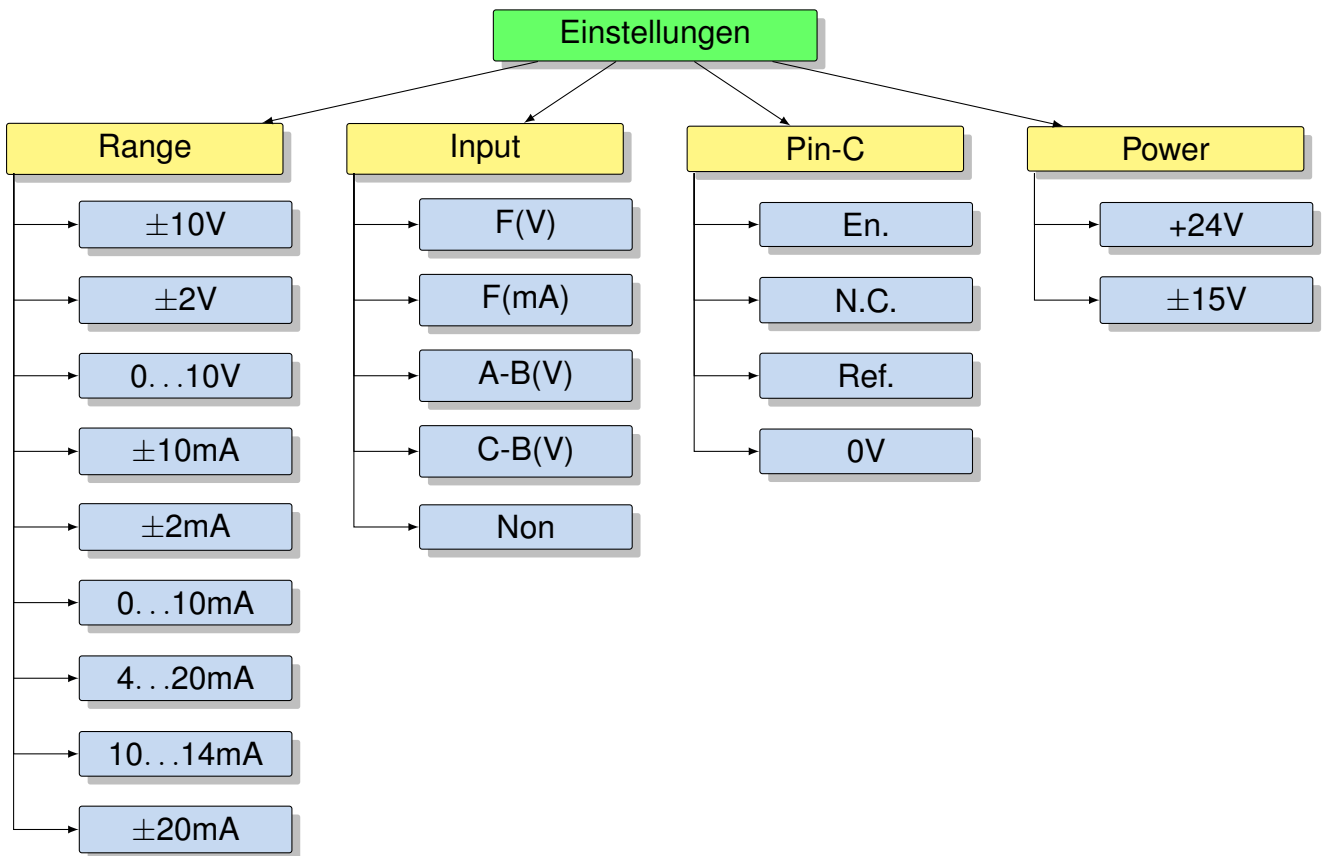 Einstellungen
Range
Input
Pin-C
Power
±10V
±2V
0...10V
±10mA
±2mA
0...10mA
4...20mA
10...14mA
±20mA
F(V)
F(mA)
A-B(V)
C-B(V)
Non
En.
N.C.
Ref.
0V
+24V
±15V